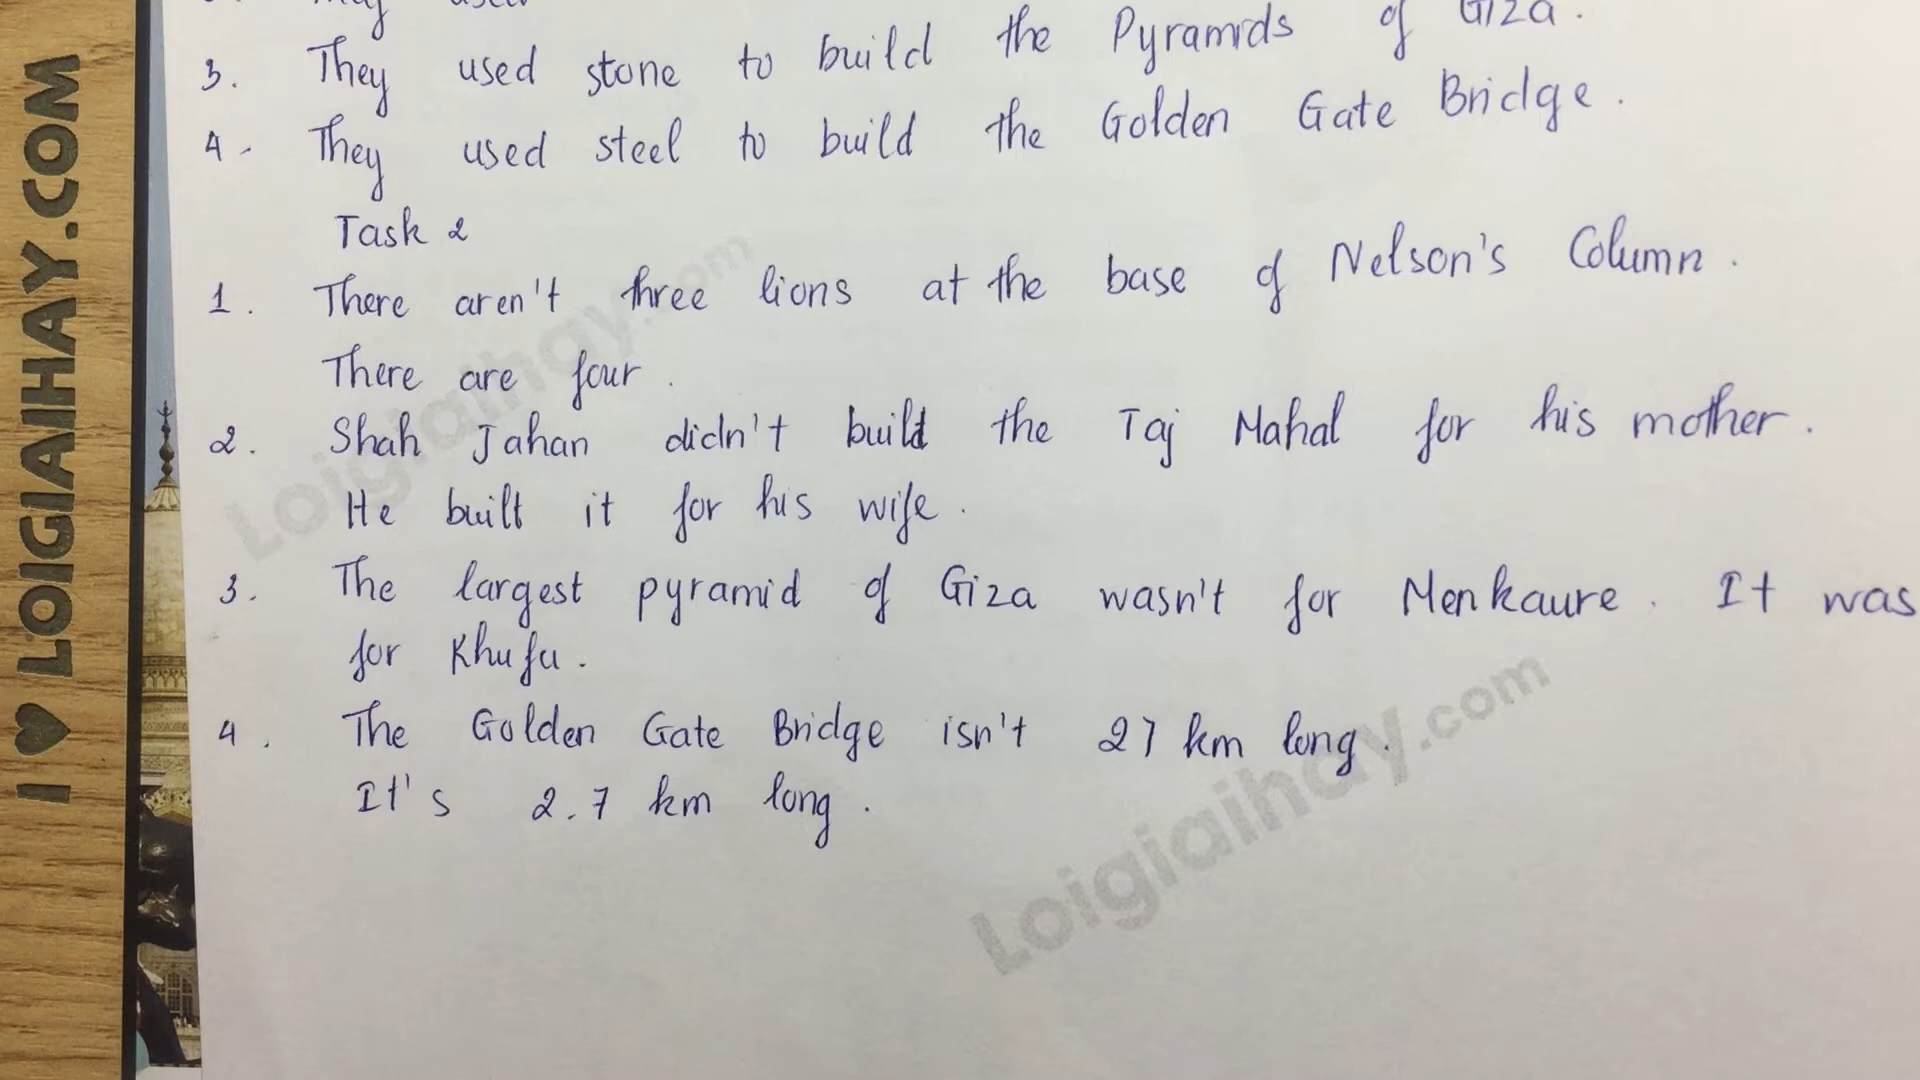 They used
3. They used stone to build the Pyramids of Giza.
4. They used steel to build the Golden Gate Bridge.
Task 2
1. There aren't three lions at the base of Nelson's Column.
There are four.
2. Shah Jahan didn't build the Taj Mahal for his mother.
He built it for his wife.
3. The largest pyramid of Giza wasn't for Menkaure. It was
for Khufu.
4. The Golden Gate Bridge isn't 27 km long.
It's 2.7 km long.
I ♥ LOIGIAIHAY.COM
Loigiaihay.com
Loigiaihay.com